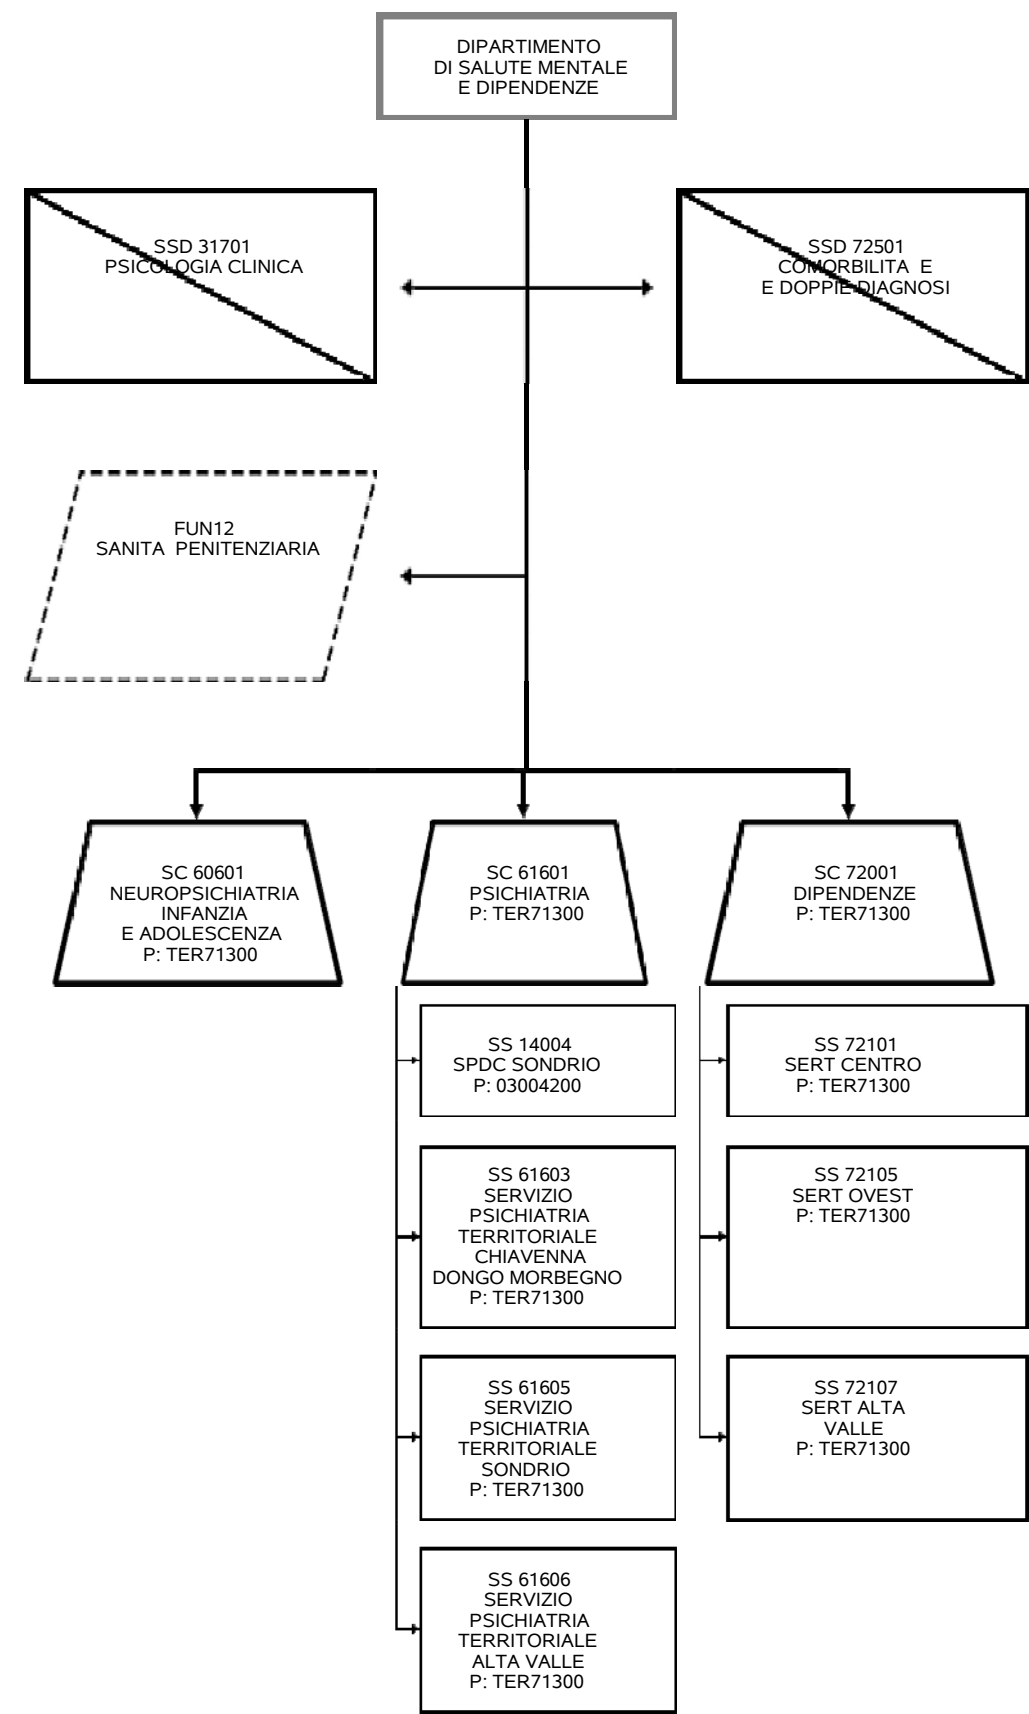 DIPARTIMENTO
DI SALUTE MENTALE
E DIPENDENZE
SSD 31701
PSICOLOGIA CLINICA
SSD 72501
COMORBILITA E
E DOPPIE DIAGNOSI
FUN12
SANITA PENITENZIARIA
SC 60601
NEUROPSICHIATRIA
INFANZIA
E ADOLESCENZA
P: TER71300
SC 61601
PSICHIATRIA
P: TER71300
SC 72001
DIPENDENZE
P: TER71300
SS 14004
SPDC SONDRIO
P: 03004200
SS 61603
SERVIZIO
PSICHIATRIA
TERRITORIALE
CHIAVENNA
DONGO MORBEGNO
P: TER71300
SS 61605
SERVIZIO
PSICHIATRIA
TERRITORIALE
SONDRIO
P: TER71300
SS 61606
SERVIZIO
PSICHIATRIA
TERRITORIALE
ALTA VALLE
P: TER71300
SS 72101
SERT CENTRO
P: TER71300
SS 72105
SERT OVEST
P: TER71300
SS 72107
SERT ALTA
VALLE
P: TER71300